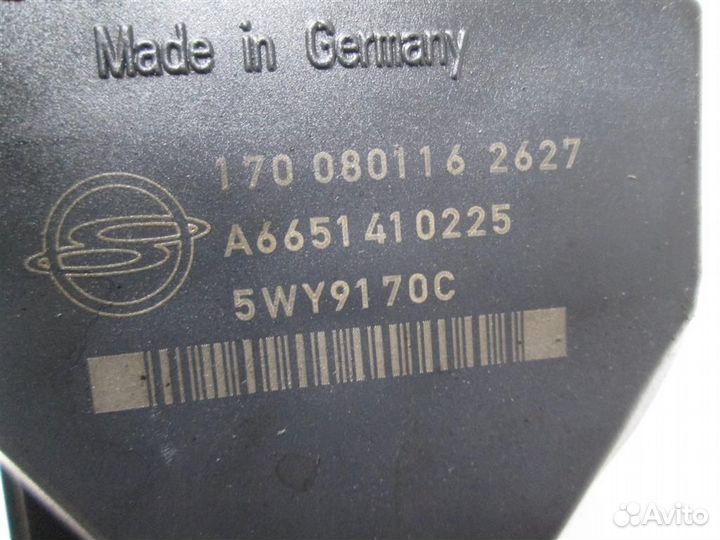 Made in Germany
170 080116 2627
A6651410225
5WY9170C
Avito